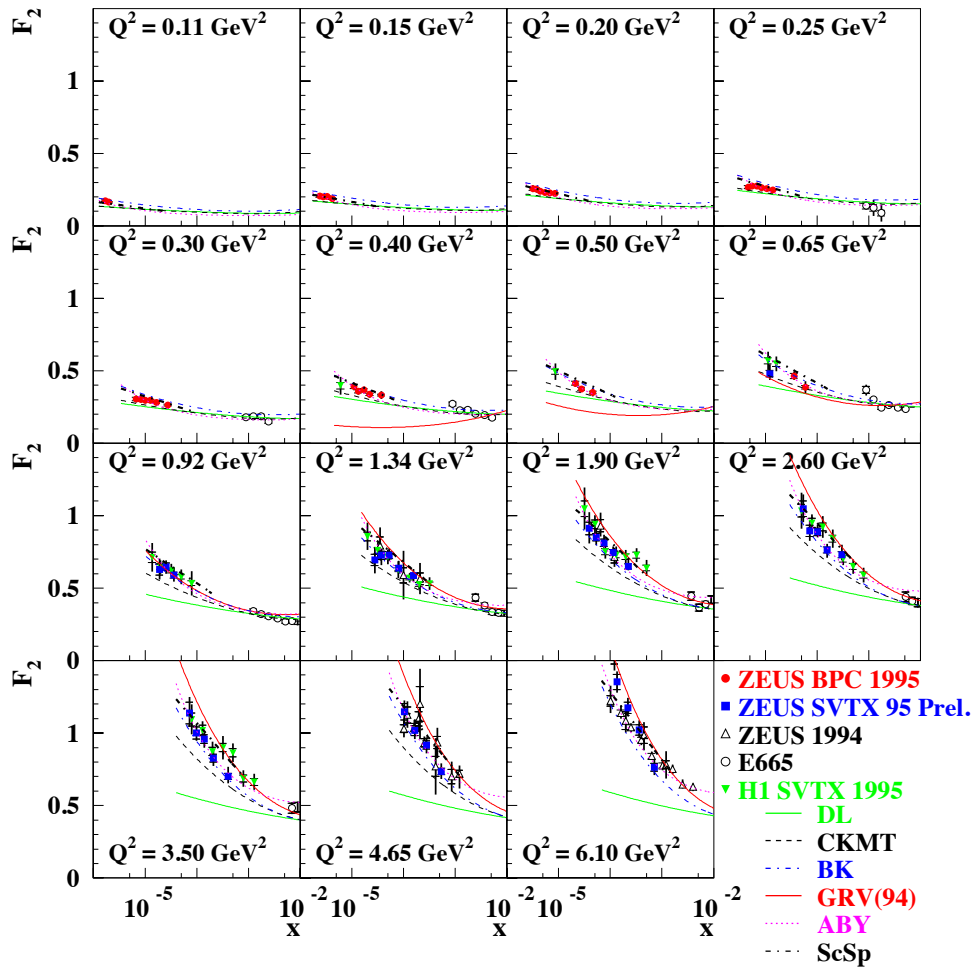 F₂
Q² = 0.11 GeV² Q² = 0.15 GeV² Q² = 0.20 GeV² Q² = 0.25 GeV²
1
0.5
0
F₂
Q² = 0.30 GeV² Q² = 0.40 GeV² Q² = 0.50 GeV² Q² = 0.65 GeV²
1
0.5
0
F₂
Q² = 0.92 GeV² Q² = 1.34 GeV² Q² = 1.90 GeV² Q² = 2.60 GeV²
1
0.5
0
F₂
1
0.5
0
Q² = 3.50 GeV² Q² = 4.65 GeV² Q² = 6.10 GeV²
10⁻⁵ 10⁻² 10⁻⁵ 10⁻² 10⁻⁵ 10⁻²
x x x
ZEUS BPC 1995
ZEUS SVTX 95 Prel.
ZEUS 1994
E665
H1 SVTX 1995
DL
CKMT
BK
GRV(94)
ABY
ScSp